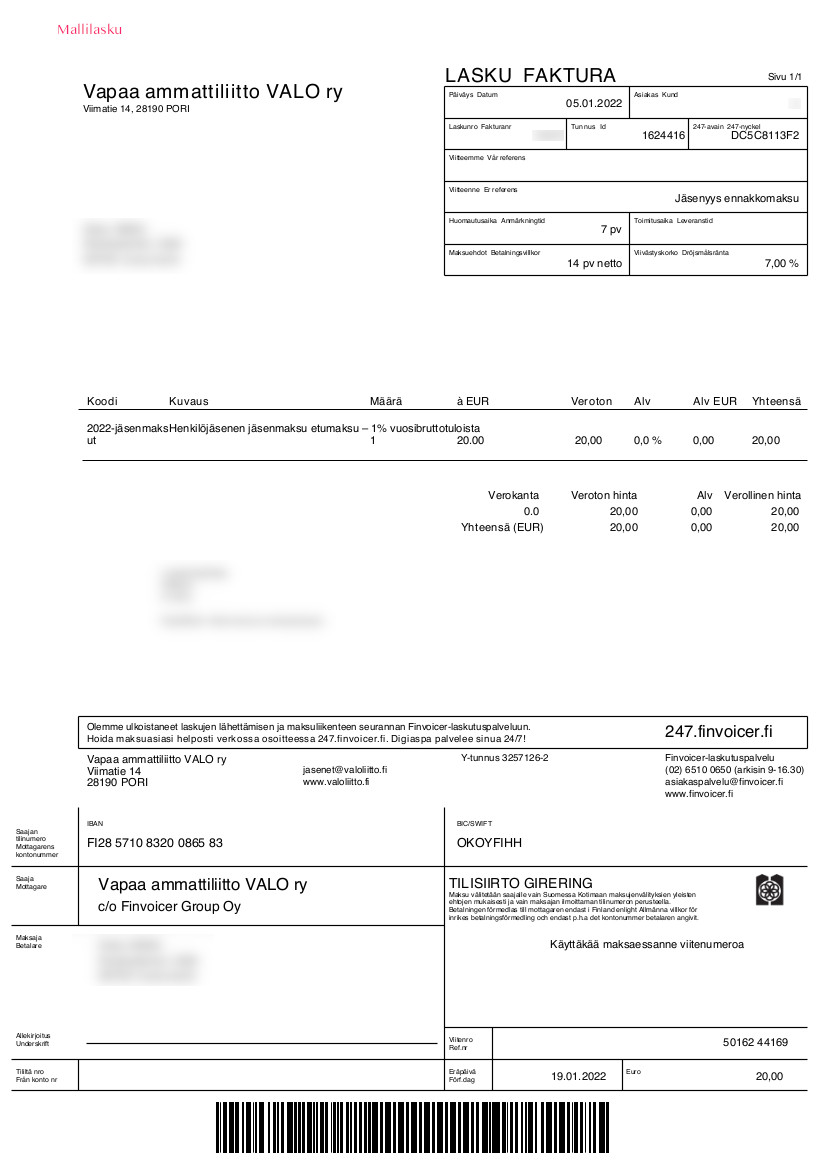 Mallilasku
LASKU FAKTURA
Sivu 1/1
Vapaa ammattiliitto VALO ry
Viimatie 14, 28190 PORI
Päiväys Datum
05.01.2022
Asiakas Kund
Laskunro Fakturanr
Tunnus Id
1624416
247-avain 247-nyckel
DC5C8113F2
Viitteemme Vår referens
Viitteenne Er referens
Jäsenyys ennakkomaksu
Huomautusaika Anmärkningtid
7 pv
Toimitusaika Leveranstid
Maksuehdot Betalningsvillkor
14 pv netto
Viivästyskorko Dröjsmålsränta
7,00 %
Koodi Kuvaus Määrä à EUR Veroton Alv Alv EUR Yhteensä
2022-jäsenmaksHenkilöjäsenen jäsenmaksu etumaksu – 1% vuosibruttotuloista
ut 1 20.00 20,00 0,0 % 0,00 20,00
Verokanta Veroton hinta Alv Verollinen hinta
0.0 20,00 0,00 20,00
Yhteensä (EUR) 20,00 0,00 20,00
Olemme ulkoistaneet laskujen lähettämisen ja maksuliikenteen seurannan Finvoicer-laskutuspalveluun.
Hoida maksuasiasi helposti verkossa osoitteessa 247.finvoicer.fi. Digiaspa palvelee sinua 24/7!
247.finvoicer.fi
Vapaa ammattiliitto VALO ry
Viimatie 14
28190 PORI
jasenet@valoliitto.fi
www.valoliitto.fi
Y-tunnus 3257126-2
Finvoicer-laskutuspalvelu
(02) 6510 0650 (arkisin 9-16.30)
asiakaspalvelu@finvoicer.fi
www.finvoicer.fi
Saajan
tilinumero
Mottagarens
kontonummer
IBAN
FI28 5710 8320 0865 83
BIC/SWIFT
OKOYFIHH
Saaja
Mottagare
Vapaa ammattiliitto VALO ry
c/o Finvoicer Group Oy
TILISIIRTO GIRERING
Maksu välitetään saajalle vain Suomessa Kotimaan maksujenvälityksien yleisten
ehtojen mukaisesti ja vain maksajan ilmoittaman tilinumeron perusteella.
Betalningen förmedlas till mottagaren endast i Finland enlight Allmänna villkor för
inrikes betalningsförmedling och endast p.h.a det kontonummer betalaren angivit.
Maksaja
Betalare
Käyttäkää maksaessanne viitenumeroa
Allekirjoitus
Underskrift
Viitenro
Ref.nr
50162 44169
Tililtä nro
Från konto nr
Eräpäivä
Förf.dag
19.01.2022
Euro
20,00